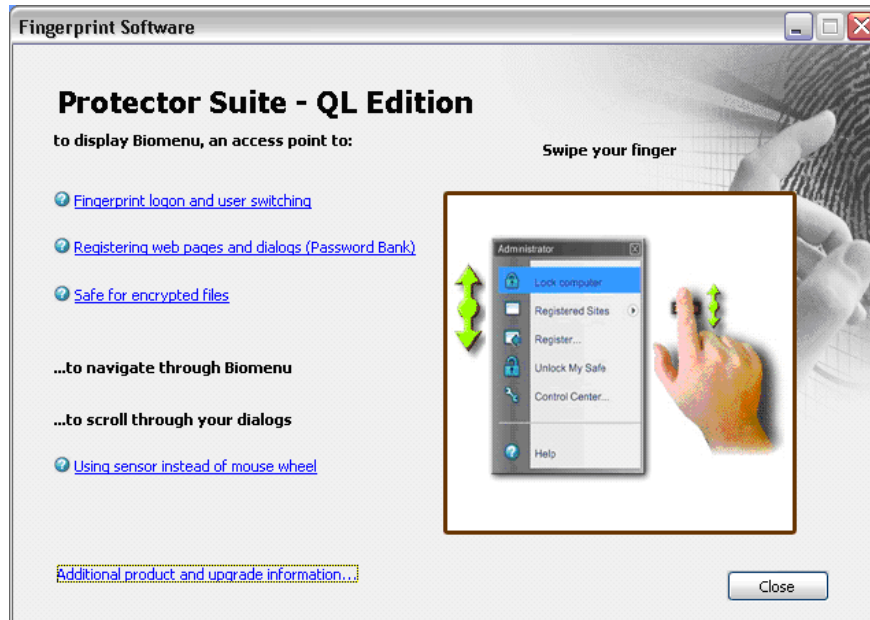 Fingerprint Software
Protector Suite - QL Edition
to display Biomenu, an access point to:
Swipe your finger
Fingerprint logon and user switching
Registering web pages and dialogs (Password Bank)
Safe for encrypted files
...to navigate through Biomenu
...to scroll through your dialogs
Using sensor instead of mouse wheel
Administrator
Lock computer
Registered Sites
Register...
Unlock My Safe
Control Center...
Help
Additional product and upgrade information...
Close